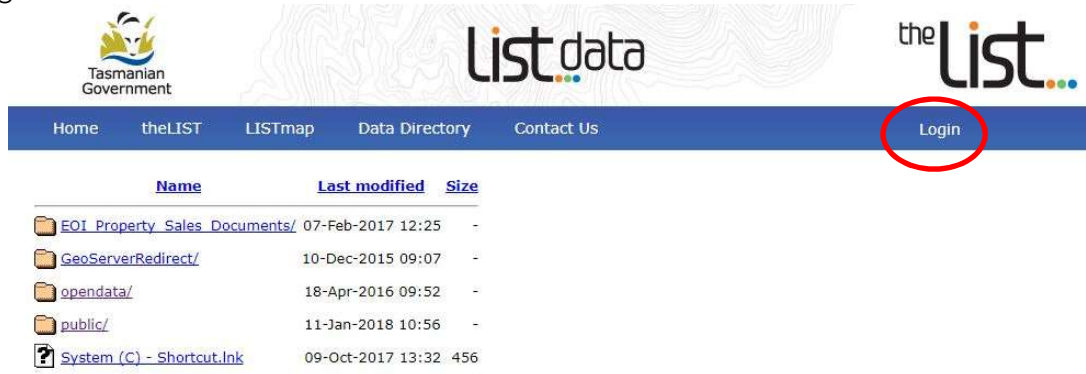 Tasmanian
Government
List data
the List...
Home theLIST LISTmap Data Directory Contact Us Login
Name Last modified Size
EOI_Property_Sales_Documents/ 07-Feb-2017 12:25 -
GeoServerRedirect/ 10-Dec-2015 09:07 -
opendata/ 18-Apr-2016 09:52 -
public/ 11-Jan-2018 10:56 -
System (C) - Shortcut.lnk 09-Oct-2017 13:32 456